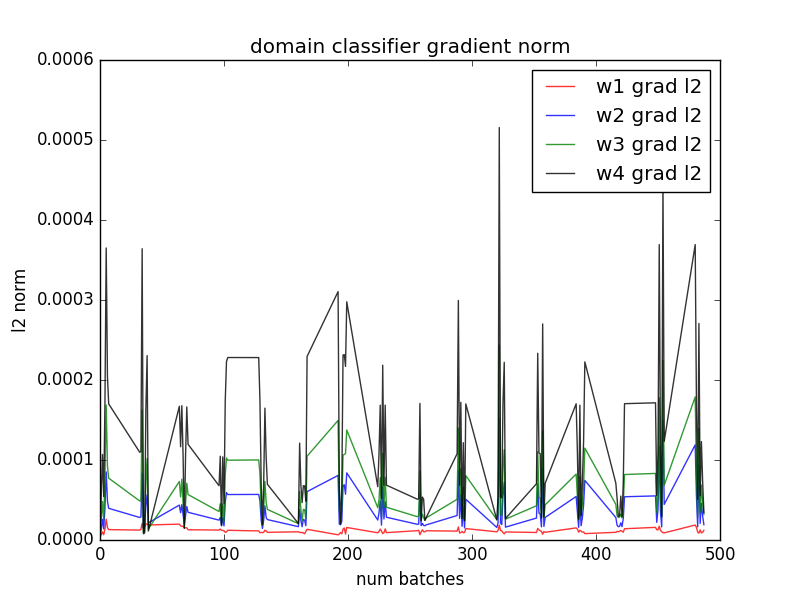 domain classifier gradient norm
0.0006
0.0005
0.0004
0.0003
0.0002
0.0001
0.0000
l2 norm
w1 grad l2
w2 grad l2
w3 grad l2
w4 grad l2
0 100 200 300 400 500
num batches